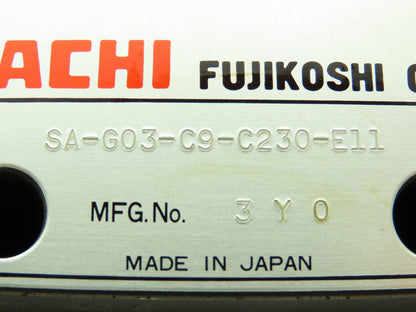 ACHI FUJIKOSHI C
SA-G03-C9-C230-E11
MFG.No. 3 Y 0
MADE IN JAPAN